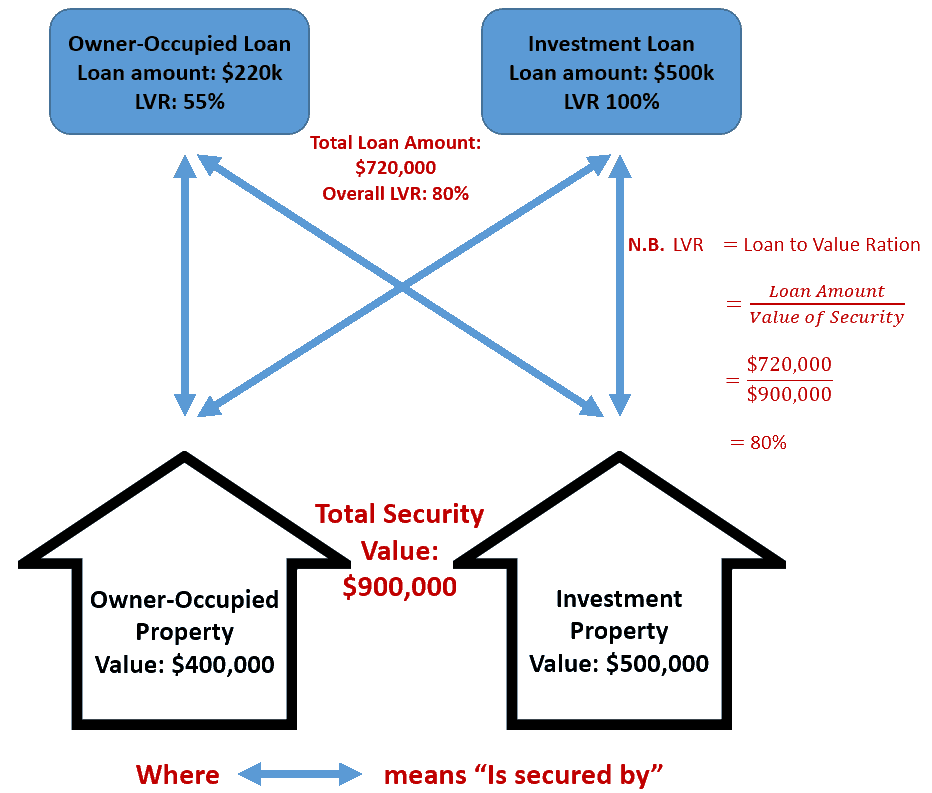 Owner-Occupied Loan
Loan amount: $220k
LVR: 55%
Investment Loan
Loan amount: $500k
LVR 100%
Total Loan Amount:
$720,000
Overall LVR: 80%
N.B. LVR = Loan to Value Ration
= Loan Amount
Value of Security
= $720,000
$900,000
= 80%
Total Security
Value:
$900,000
Owner-Occupied
Property
Value: $400,000
Investment
Property
Value: $500,000
Where means “Is secured by”